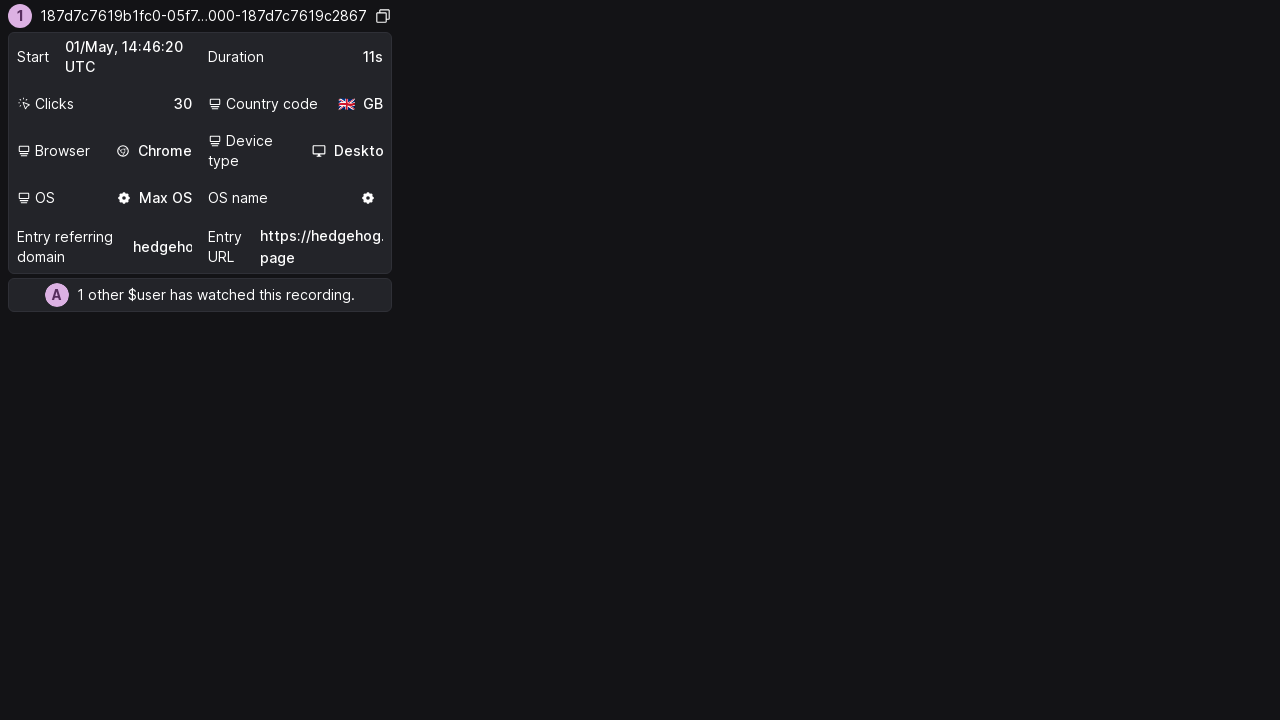 1 187d7c7619b1fc0-05f7...000-187d7c7619c2867
Start 01/May, 14:46:20 UTC Duration 11s
Clicks 30 Country code GB
Browser Chrome Device type Deskto
OS Max OS OS name
Entry referring domain hedgeho Entry URL https://hedgehog. page
A 1 other $user has watched this recording.